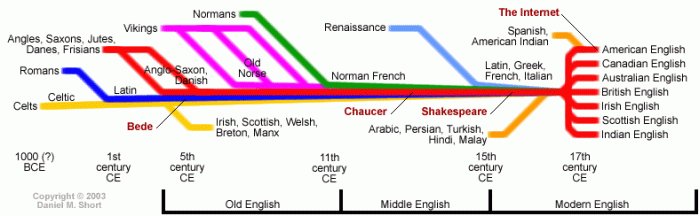 Normans
The Internet
Vikings
Renaissance
Spanish,
American Indian
Angles, Saxons, Jutes,
Danes, Frisians
American English
Old
Norse
Latin, Greek,
French, Italian
Canadian English
Romans
Anglo-Saxon,
Danish
Norman French
Australian English
Latin
British English
Celtic
Celts
Chaucer
Shakespeare
Irish English
Bede
Irish, Scottish, Welsh,
Breton, Manx
Arabic, Persian, Turkish,
Hindi, Malay
Scottish English
Indian English
1000 (?)
BCE
1st
century
CE
5th
century
CE
11th
century
CE
15th
century
CE
17th
century
CE
Copyright © 2003
Daniel M. Short
Old English
Middle English
Modern English